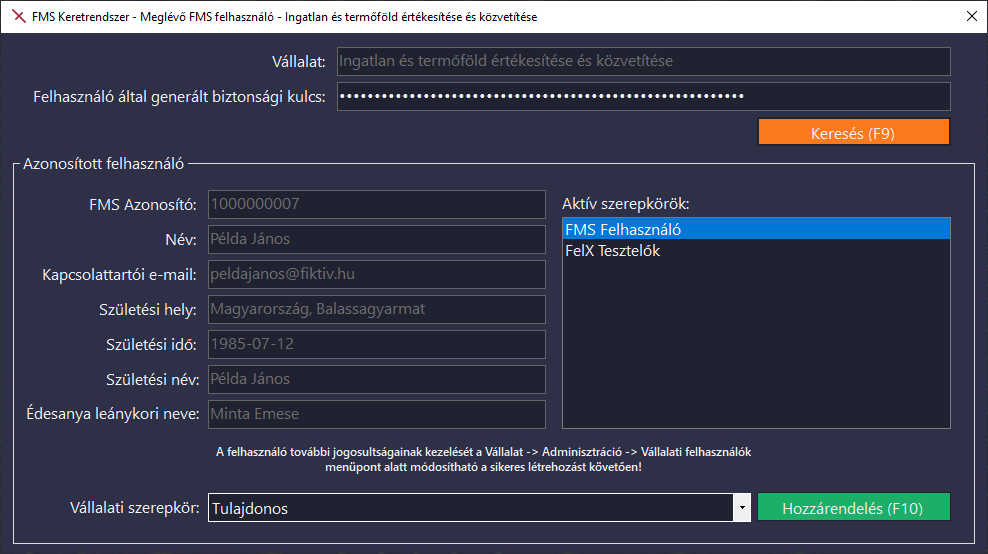 FMS Keretrendszer - Meglévő FMS felhasználó - Ingatlan és termőföld értékesítése és közvetítése
Vállalat: Ingatlan és termőföld értékesítése és közvetítése
Felhasználó által generált biztonsági kulcs:
Keresés (F9)
Azonosított felhasználó
FMS Azonosító: 1000000007
Név: Példa János
Kapcsolattartói e-mail: peldajanos@fiktiv.hu
Születési hely: Magyarország, Balassagyarmat
Születési idő: 1985-07-12
Születési név: Példa János
Édesanya leánykori neve: Minta Emese
Aktív szerepkörök:
FMS Felhasználó
FelX Tesztelők
A felhasználó további jogosultságainak kezelését a Vállalat -> Adminisztráció -> Vállalati felhasználók
menüpont alatt módosítható a sikeres létrehozást követően!
Vállalati szerepkör: Tulajdonos
Hozzárendelés (F10)